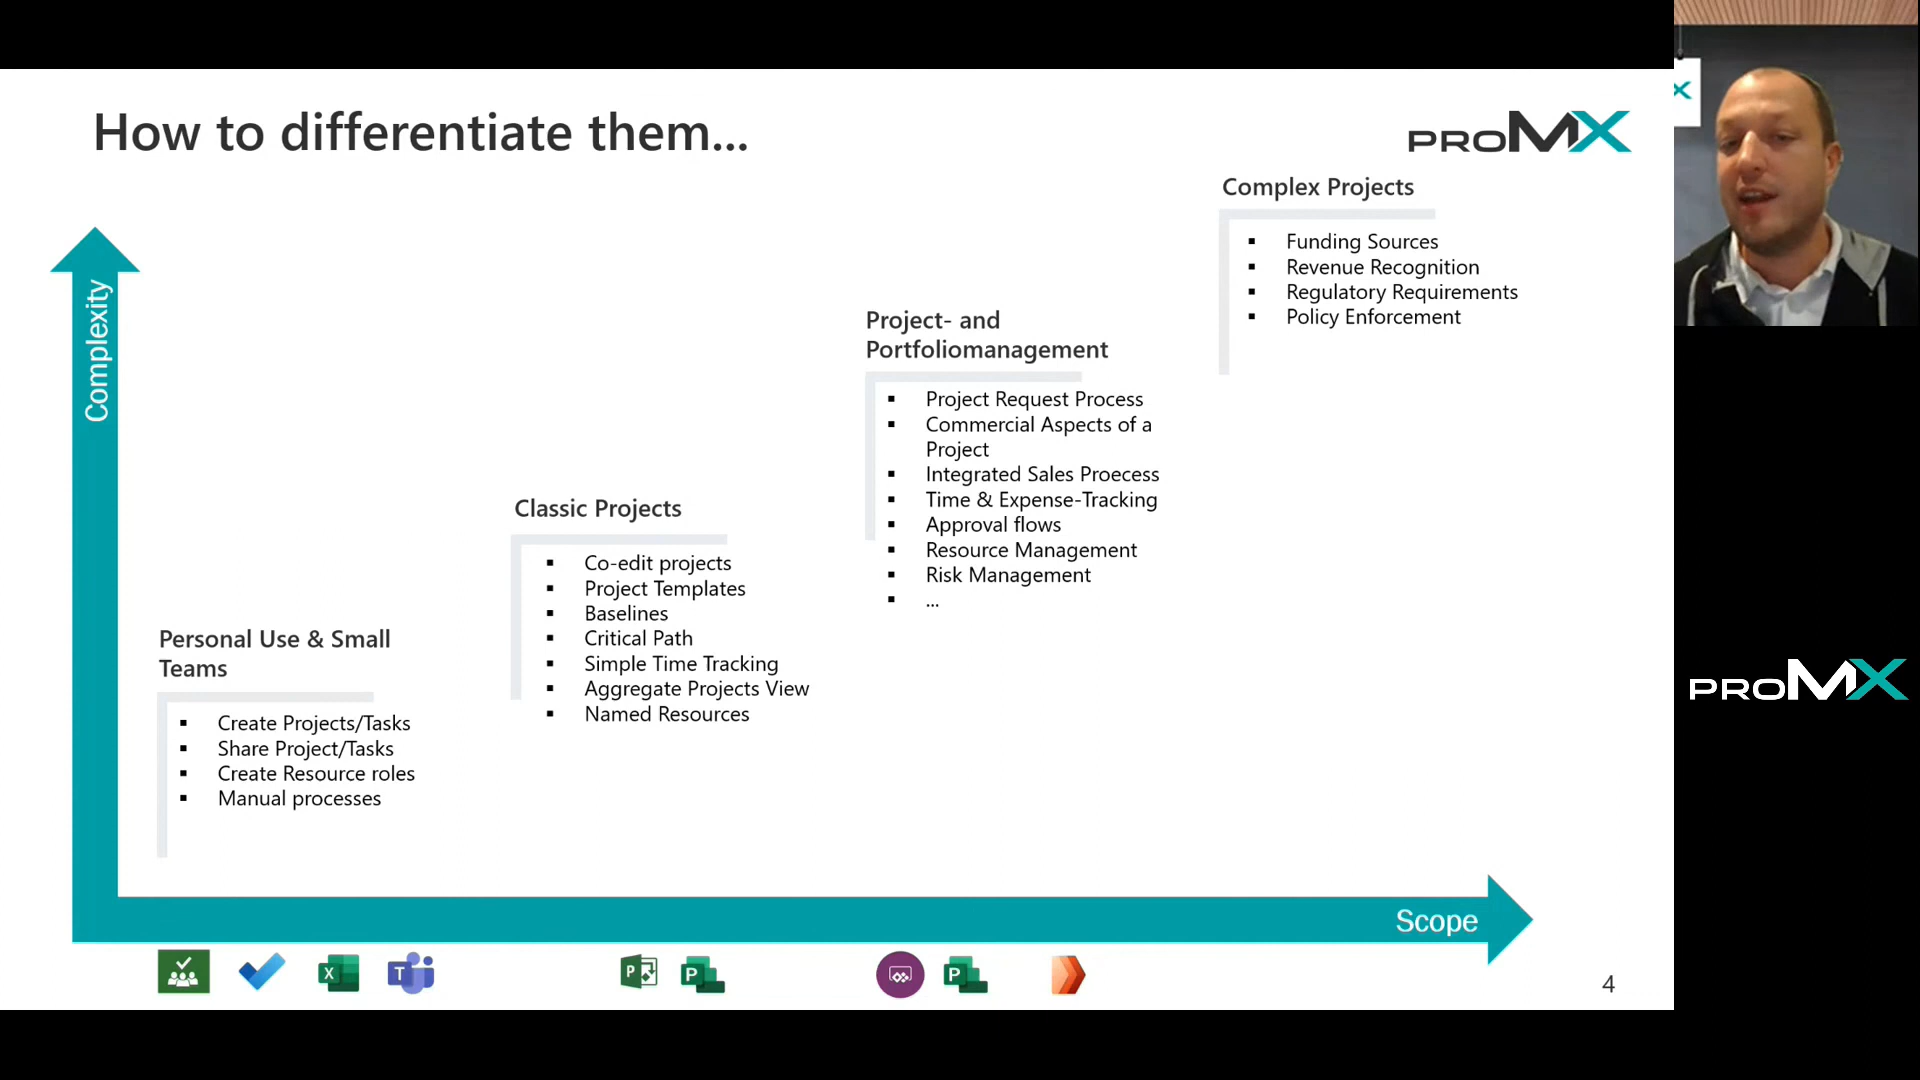 How to differentiate them...
PROMX
Complexity
Personal Use & Small
Teams
Create Projects/Tasks
Share Project/Tasks
Create Resource roles
Manual processes
Classic Projects
Co-edit projects
Project Templates
Baselines
Critical Path
Simple Time Tracking
Aggregate Projects View
Named Resources
Project- and
Portfoliomanagement
Project Request Process
Commercial Aspects of a
Project
Integrated Sales Proecess
Time & Expense-Tracking
Approval flows
Resource Management
Risk Management
...
Complex Projects
Funding Sources
Revenue Recognition
Regulatory Requirements
Policy Enforcement
Scope
X
T
P
P
P
4
X
PROMX